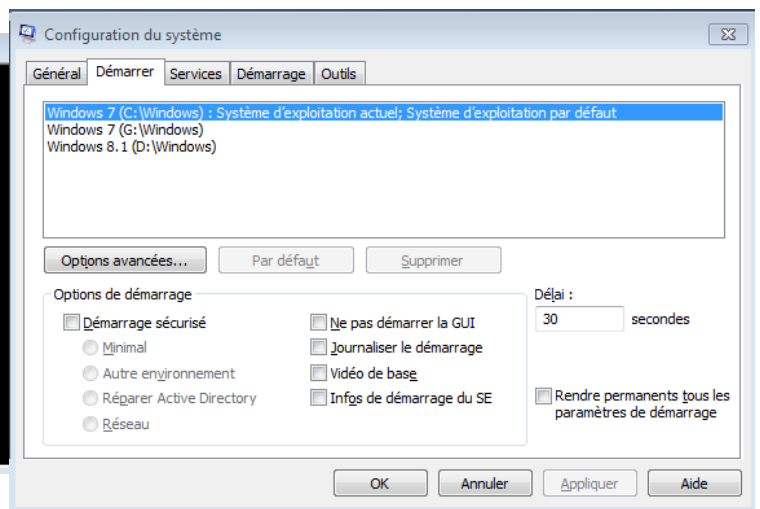 Configuration du système
Général Démarrer Services Démarrage Outils
Windows 7 (C:\Windows) : Système d'exploitation actuel; Système d'exploitation par défaut
Windows 7 (G:\Windows)
Windows 8.1 (D:\Windows)
Options avancées... Par défaut Supprimer
Options de démarrage
Démarrage sécurisé
Minimal
Autre environnement
Réparer Active Directory
Réseau
Ne pas démarrer la GUI
Journaliser le démarrage
Vidéo de base
Infos de démarrage du SE
Délai :
30 secondes
Rendre permanents tous les
paramètres de démarrage
OK Annuler Appliquer Aide